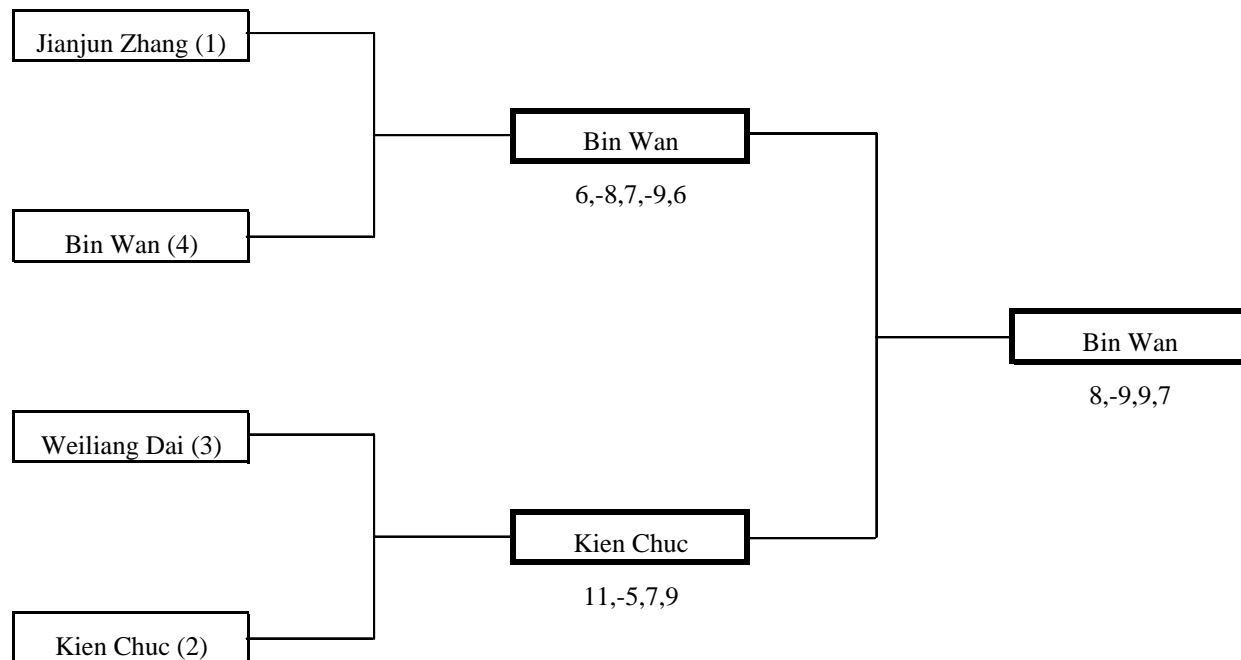 Jianjun Zhang (1)
Bin Wan
6,-8,7,-9,6
Bin Wan (4)
Bin Wan
8,-9,9,7
Weiliang Dai (3)
Kien Chuc
11,-5,7,9
Kien Chuc (2)